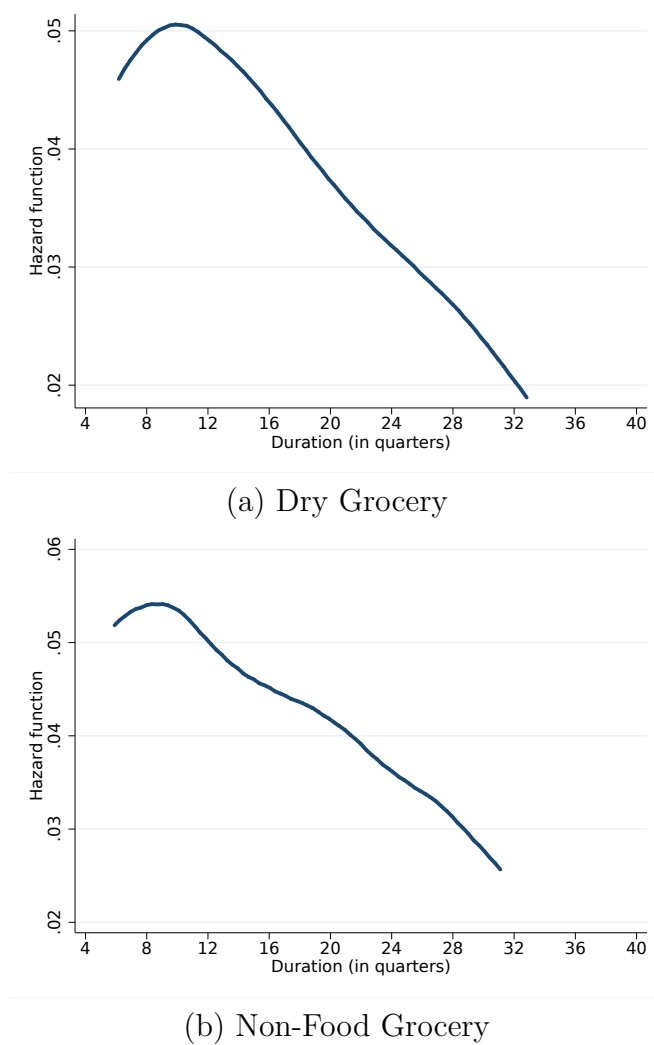 Hazard function
.05
.04
.03
.02
4 8 12 16 20 24 28 32 36 40
Duration (in quarters)
(a) Dry Grocery
Hazard function
.06
.05
.04
.03
.02
4 8 12 16 20 24 28 32 36 40
Duration (in quarters)
(b) Non-Food Grocery